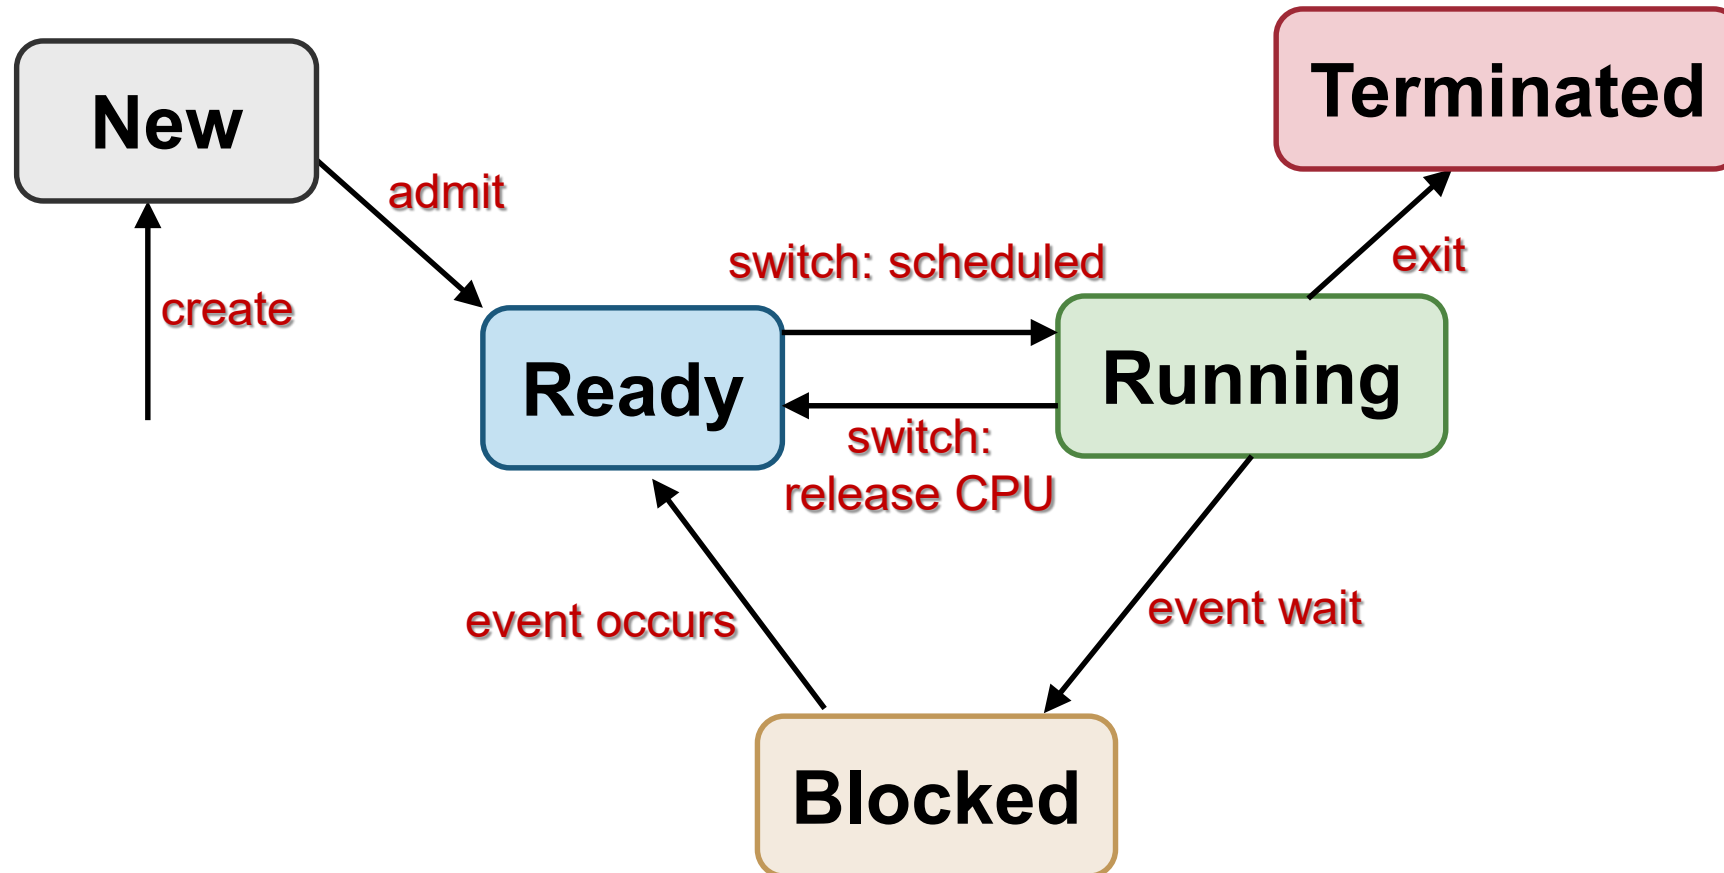 New
Terminated
admit
switch: scheduled
exit
create
Ready
Running
switch:
release CPU
event occurs
event wait
Blocked